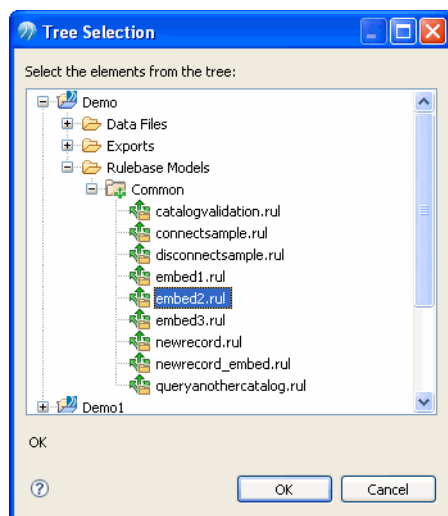 Tree Selection
Select the elements from the tree:
Demo
Data Files
Exports
Rulebase Models
Common
catalogvalidation.rul
connectsample.rul
disconnectsample.rul
embed1.rul
embed2.rul
embed3.rul
newrecord.rul
newrecord_embed.rul
queryanothercatalog.rul
Demo1
OK
? OK Cancel